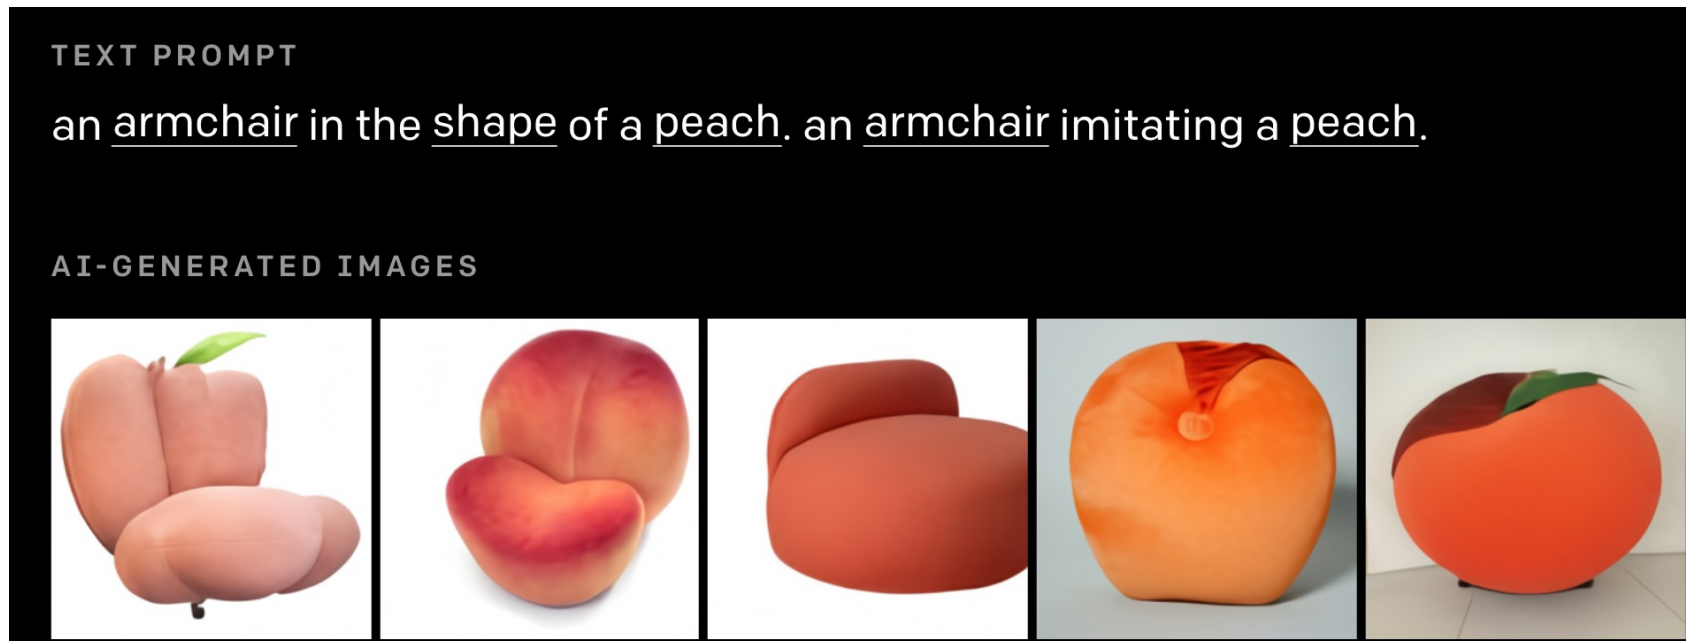 TEXT PROMPT
an armchair in the shape of a peach. an armchair imitating a peach.
AI-GENERATED IMAGES